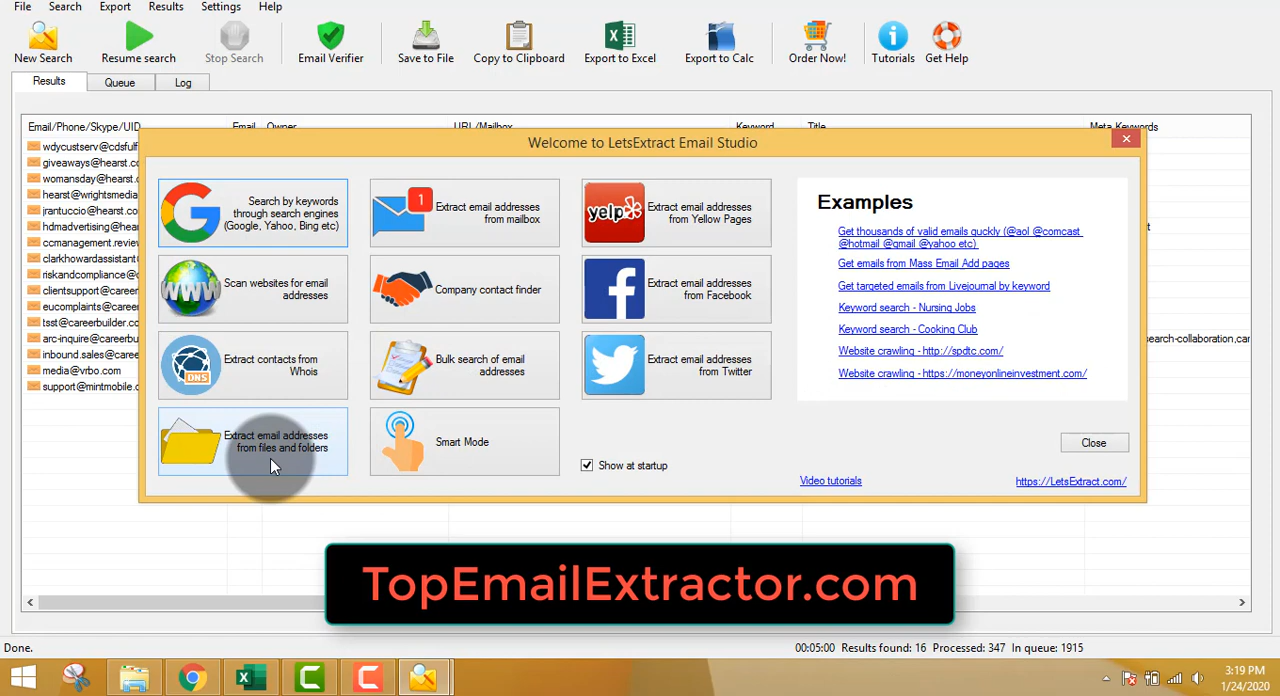 File Search Export Results Settings Help
New Search Resume search Stop Search Email Verifier Save to File Copy to Clipboard Export to Excel Export to Calc Order Now! Tutorials Get Help
Results Queue Log
Email/Phone/Skype/UID Email Owner URL/Mailbox Keyword Title Meta Keywords
wdycustserv@cdsfulf
giveaways@hearst.co
womansday@hearst.
hearst@wrightsmedia
jrantuccio@hearst.co
hdmadvertising@hear
ccmanagement.review
clarkhowardassistant
riskandcompliance@d
clientsupport@career
eucomplaints@career
tsst@careerbuilder.co
arc-inquire@careerbu
inbound.sales@caree
media@vrbo.com
support@mintmobile.
search-collaboration,car
Welcome to LetsExtract Email Studio
Search by keywords
through search engines
(Google, Yahoo, Bing etc)
1
Extract email addresses
from mailbox
yelp
Extract email addresses
from Yellow Pages
WWW
Scan websites for email
addresses
Company contact finder
f
Extract email addresses
from Facebook
DNS
Extract contacts from
Whois
Bulk search of email
addresses
Extract email addresses
from Twitter
Extract email addresses
from files and folders
Smart Mode
Show at startup
Examples
Get thousands of valid emails quckly (@aol @comcast
@hotmail @gmail @yahoo etc)
Get emails from Mass Email Add pages
Get targeted emails from Livejournal by keyword
Keyword search - Nursing Jobs
Keyword search - Cooking Club
Website crawling - http://spdtc.com/
Website crawling - https://moneyonlineinvestment.com/
Close
Video tutorials
https://LetsExtract.com/
TopEmailExtractor.com
Done. 00:05:00 Results found: 16 Processed: 347 In queue: 1915
3:19 PM
1/24/2020